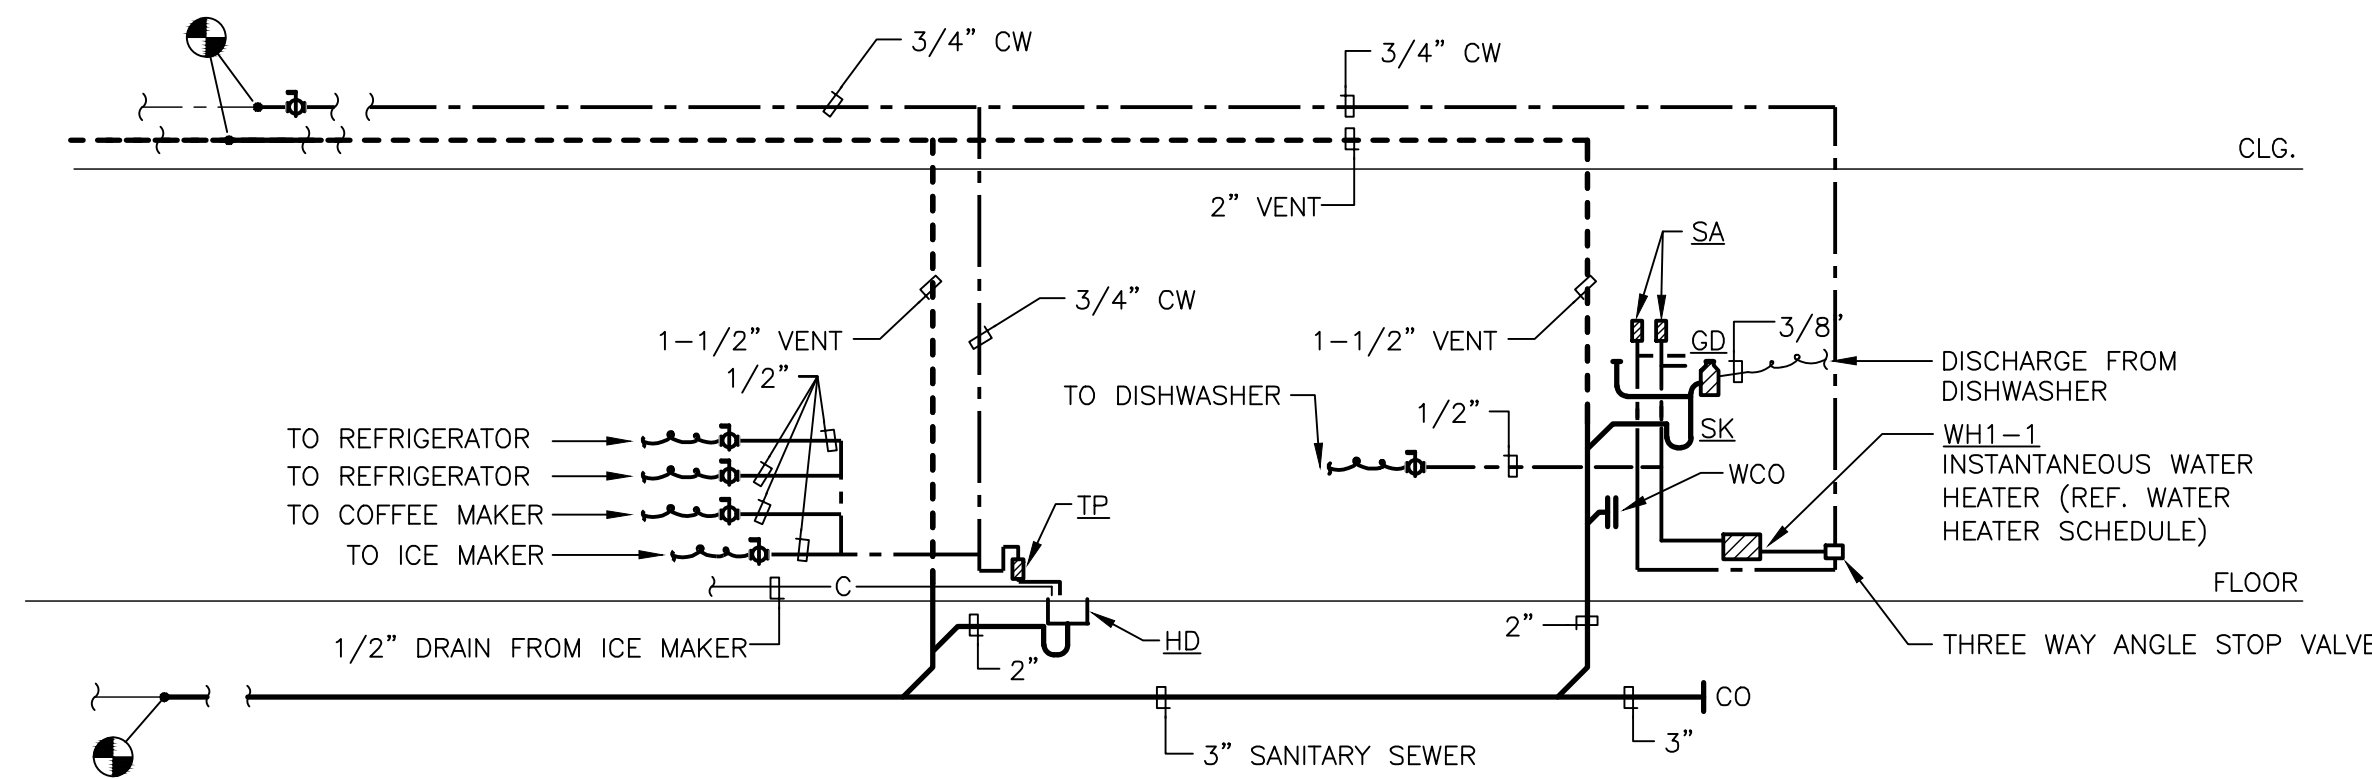 3/4” CW
3/4” CW
CLG.
2” VENT
SA
3/4” CW
1-1/2” VENT
1-1/2” VENT
3/8”
GD
1/2”
TO DISHWASHER
DISCHARGE FROM
DISHWASHER
1/2”
TO REFRIGERATOR
SK
WH1-1
INSTANTANEOUS WATER
HEATER (REF. WATER
HEATER SCHEDULE)
TO REFRIGERATOR
WCO
TO COFFEE MAKER
TP
TO ICE MAKER
C
FLOOR
1/2” DRAIN FROM ICE MAKER
2”
HD
2”
THREE WAY ANGLE STOP VALVE
CO
3” SANITARY SEWER
3”